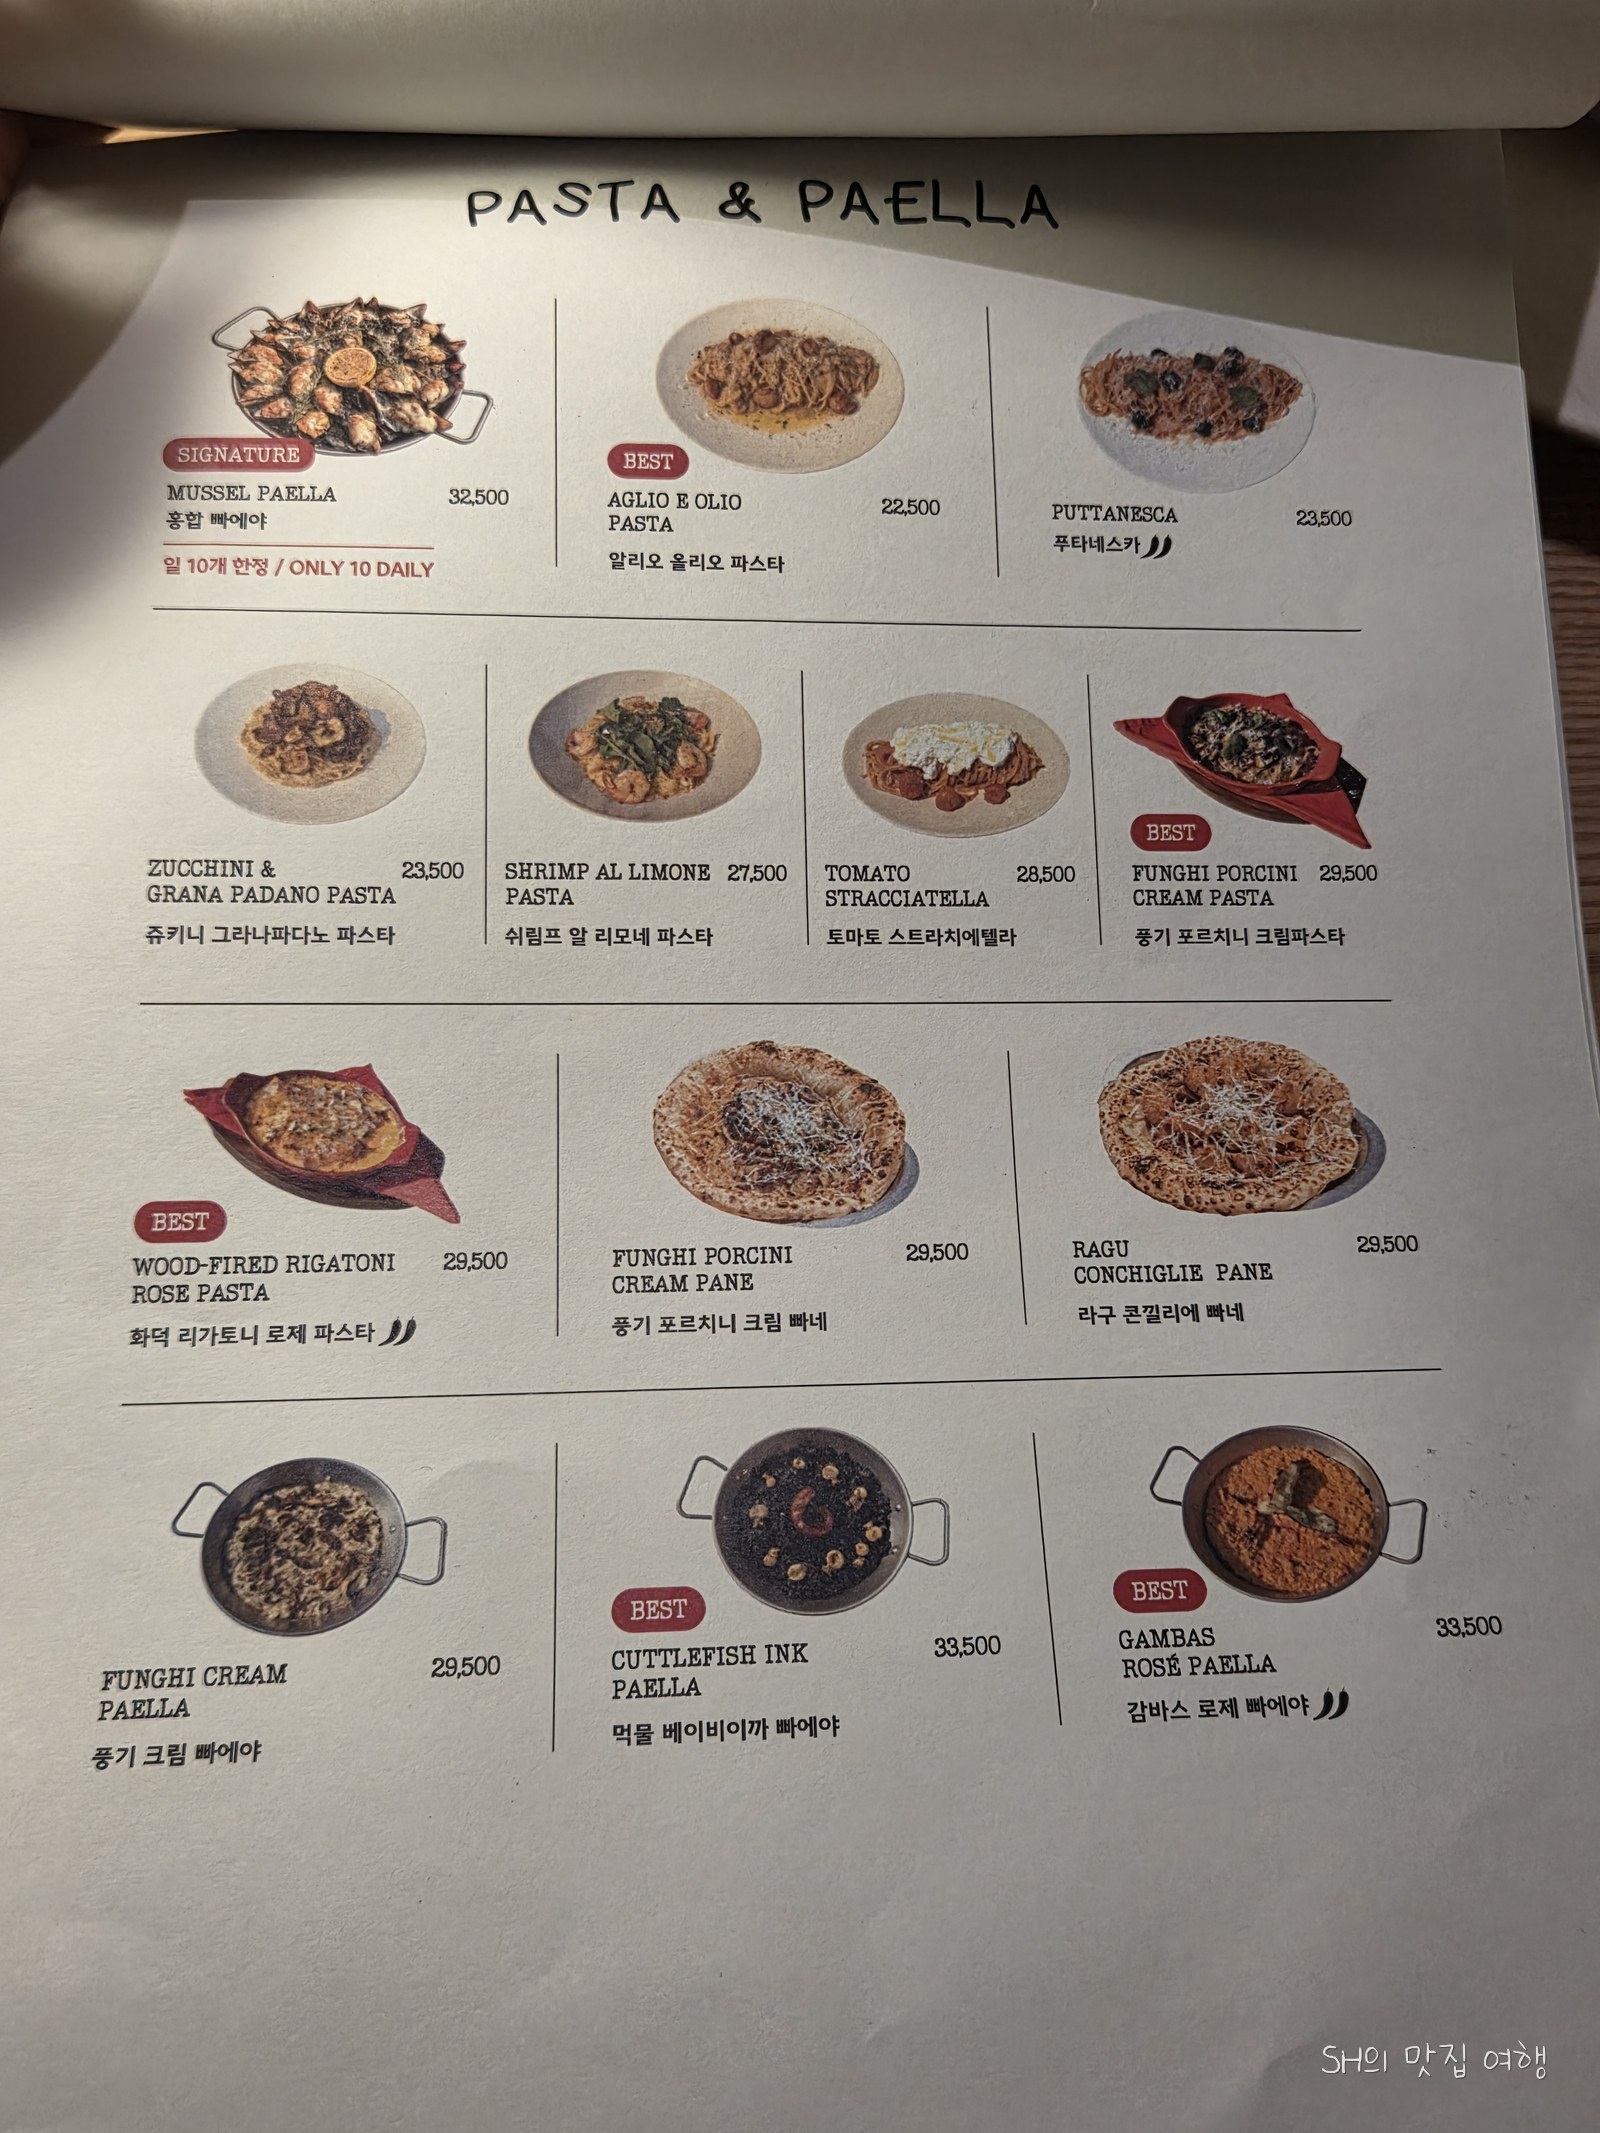 PASTA & PAELLA
SIGNATURE
MUSSEL PAELLA 32,500
홍합 빠에야
일 10개 한정 / ONLY 10 DAILY
BEST
AGLIO E OLIO 22,500
PASTA
알리오 올리오 파스타
PUTTANESCA 23,500
푸타네스카
ZUCCHINI & 23,500
GRANA PADANO PASTA
쥬키니 그라나파다노 파스타
SHRIMP AL LIMONE 27,500
PASTA
쉬림프 알 리모네 파스타
TOMATO 28,500
STRACCIATELLA
토마토 스트라치에텔라
BEST
FUNGHI PORCINI 29,500
CREAM PASTA
풍기 포르치니 크림파스타
BEST
WOOD-FIRED RIGATONI 29,500
ROSE PASTA
화덕 리가토니 로제 파스타
FUNGHI PORCINI 29,500
CREAM PANE
풍기 포르치니 크림 빠네
RAGU 29,500
CONCHIGLIE PANE
라구 콘낄리에 빠네
FUNGHI CREAM 29,500
PAELLA
풍기 크림 빠에야
BEST
CUTTLEFISH INK 33,500
PAELLA
먹물 베이비이까 빠에야
BEST
GAMBAS 33,500
ROSÉ PAELLA
감바스 로제 빠에야
SH의 맛집 여행